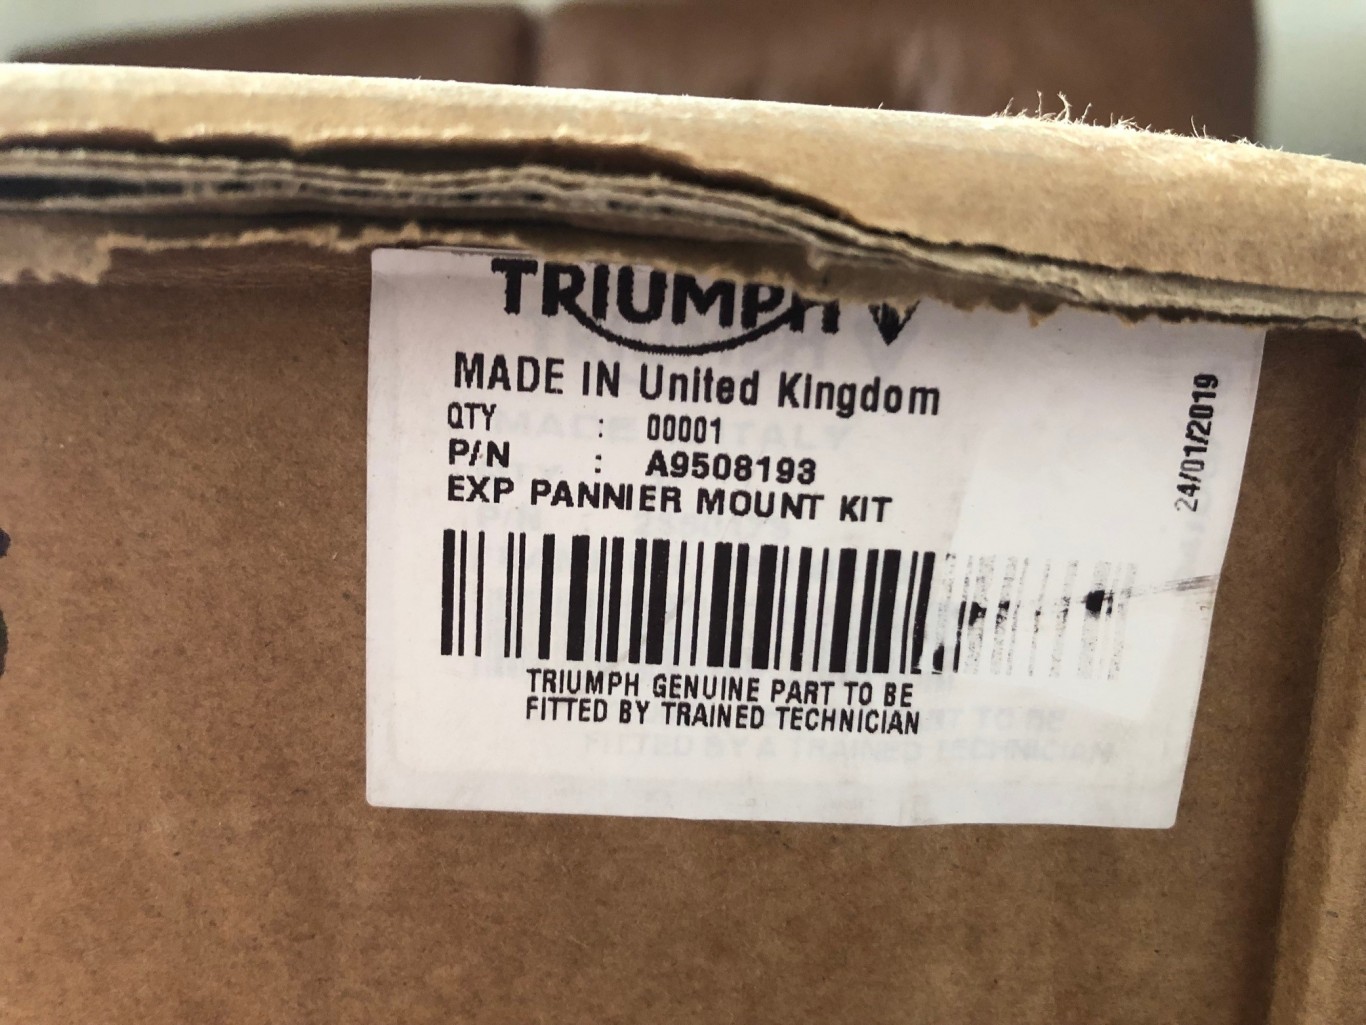 TRIUMPH
MADE IN United Kingdom
QTY : 00001
P/N : A9508193
EXP PANNIER MOUNT KIT
24/01/2019
TRIUMPH GENUINE PART TO BE
FITTED BY TRAINED TECHNICIAN